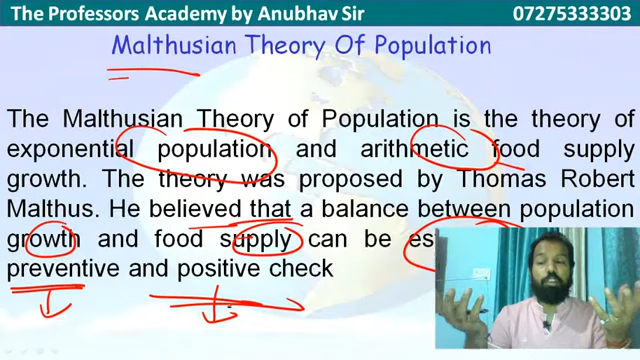 The Professors Academy by Anubhav Sir 07275333303
Malthusian Theory Of Population
The Malthusian Theory of Population is the theory of
exponential population and arithmetic food supply
growth. The theory was proposed by Thomas Robert
Malthus. He believed that a balance between population
growth and food supply can be es
preventive and positive check